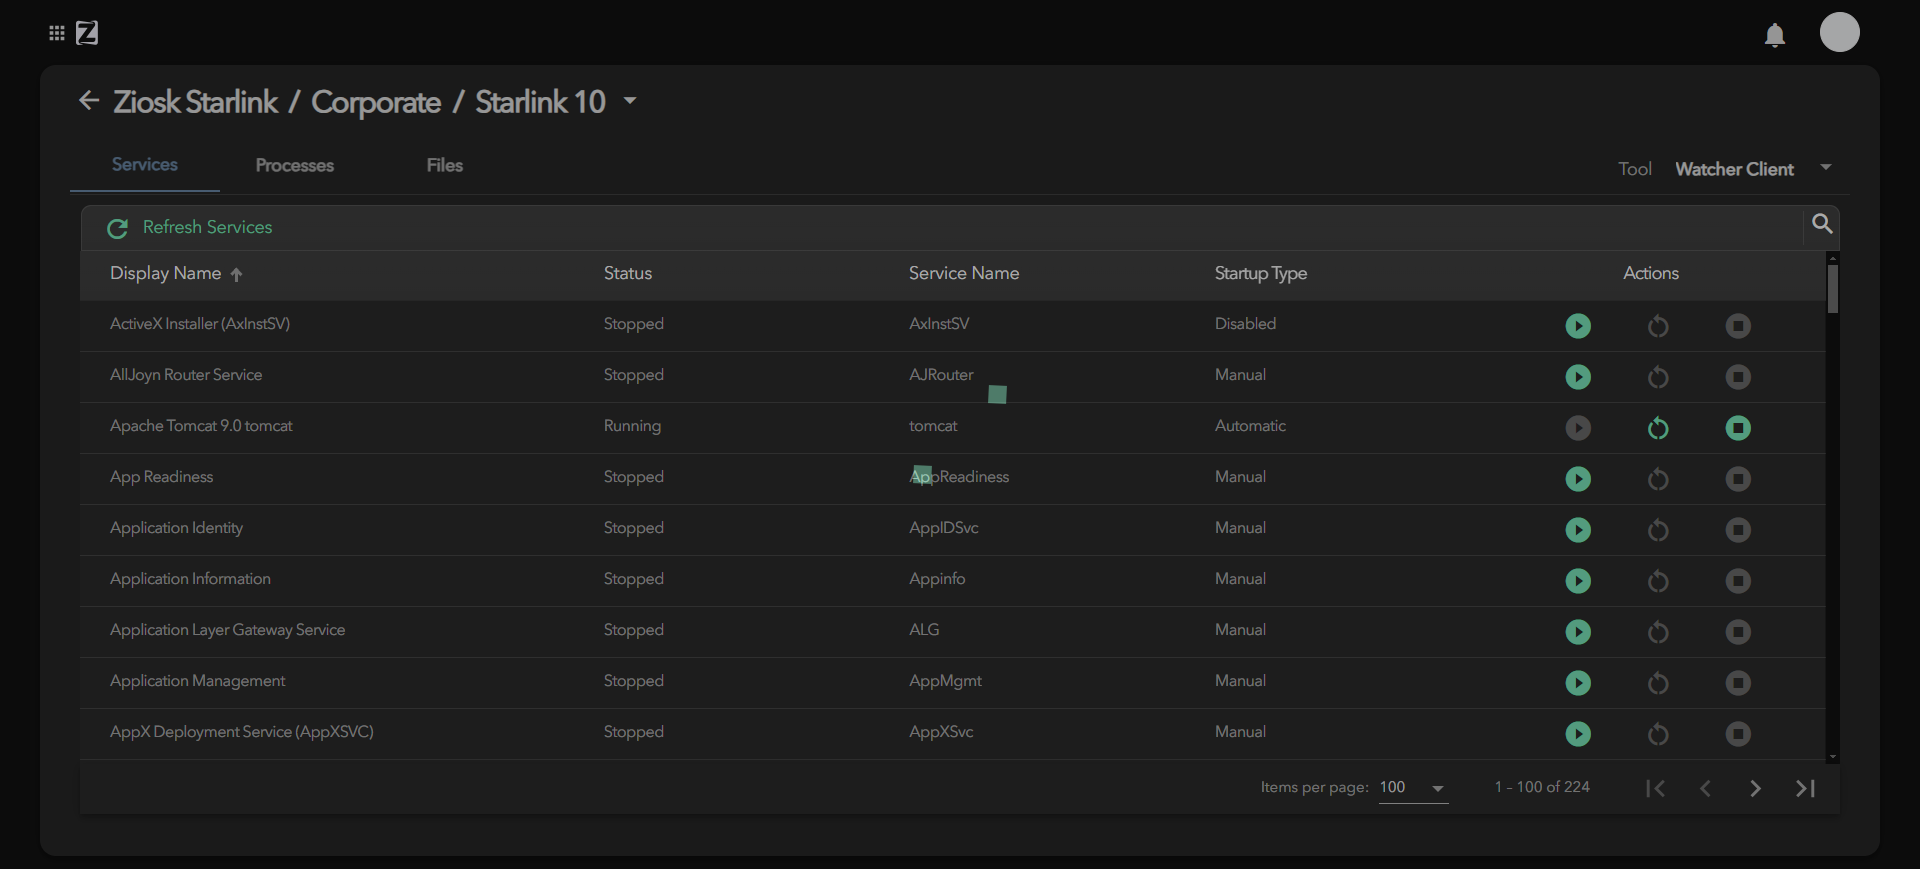 Z
Ziosk Starlink / Corporate / Starlink 10
Services Processes Files Tool Watcher Client
Refresh Services
Display Name Status Service Name Startup Type Actions
ActiveX Installer (AxInstSV) Stopped AxInstSV Disabled
AllJoyn Router Service Stopped AJRouter Manual
Apache Tomcat 9.0 tomcat Running tomcat Automatic
App Readiness Stopped AppReadiness Manual
Application Identity Stopped AppIDSvc Manual
Application Information Stopped Appinfo Manual
Application Layer Gateway Service Stopped ALG Manual
Application Management Stopped AppMgmt Manual
AppX Deployment Service (AppXSVC) Stopped AppXSvc Manual
Items per page: 100 1 - 100 of 224